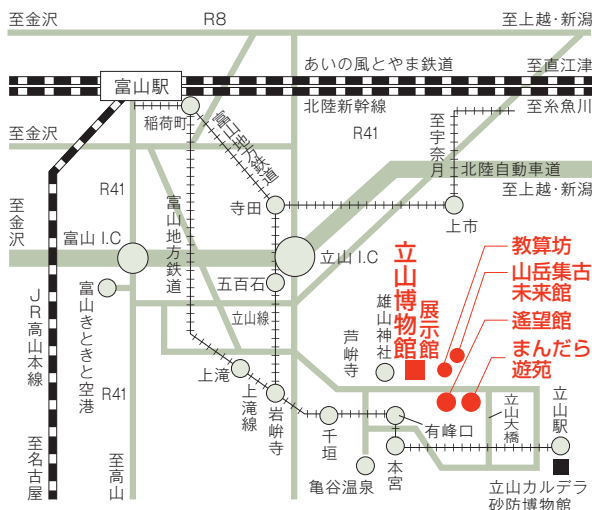 至金沢
R8
至上越・新潟
あいの風とやま鉄道
至直江津
富山駅
北陸新幹線
至糸魚川
稲荷町
富山地方鉄道
R41
至宇奈月
至金沢
北陸自動車道
至上越・新潟
R41
富山地方鉄道
寺田
上市
至金沢
富山I.C
立山I.C
教算坊
山岳集古
未来館
遙望館
まんだら
遊苑
立山博物館
展示館
雄山神社
芦峅寺
五百石
立山線
富山きときと空港
JR高山本線
上滝
上滝線
岩峅寺
千垣
有峰口
本宮
立山大橋
立山駅
R41
至名古屋
至高山
亀谷温泉
立山カルデラ
砂防博物館